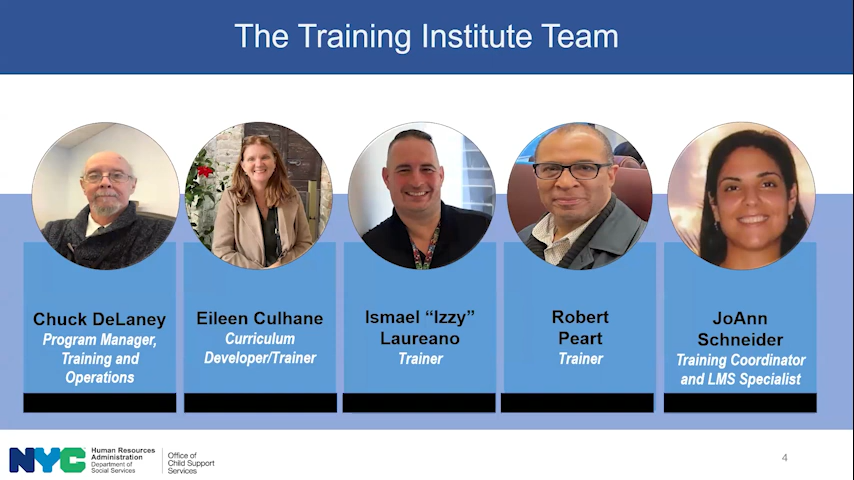 The Training Institute Team
Chuck DeLaney
Program Manager,
Training and
Operations
Eileen Culhane
Curriculum
Developer/Trainer
Ismael “Izzy”
Laureano
Trainer
Robert
Peart
Trainer
JoAnn
Schneider
Training Coordinator
and LMS Specialist
NYC
Human Resources
Administration
Department of
Social Services
Office of
Child Support
Services
4